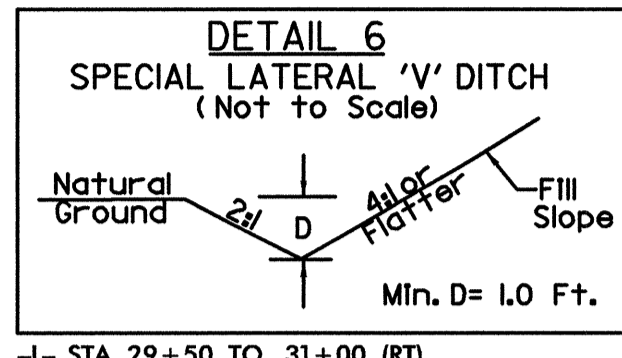 DETAIL 6
SPECIAL LATERAL 'V' DITCH
(Not to Scale)
Natural
Ground
2:1
D
4:1 or
Flatter
Fill
Slope
Min. D= 1.0 Ft.
-L- STA. 29+50 TO 31+00 (RT)